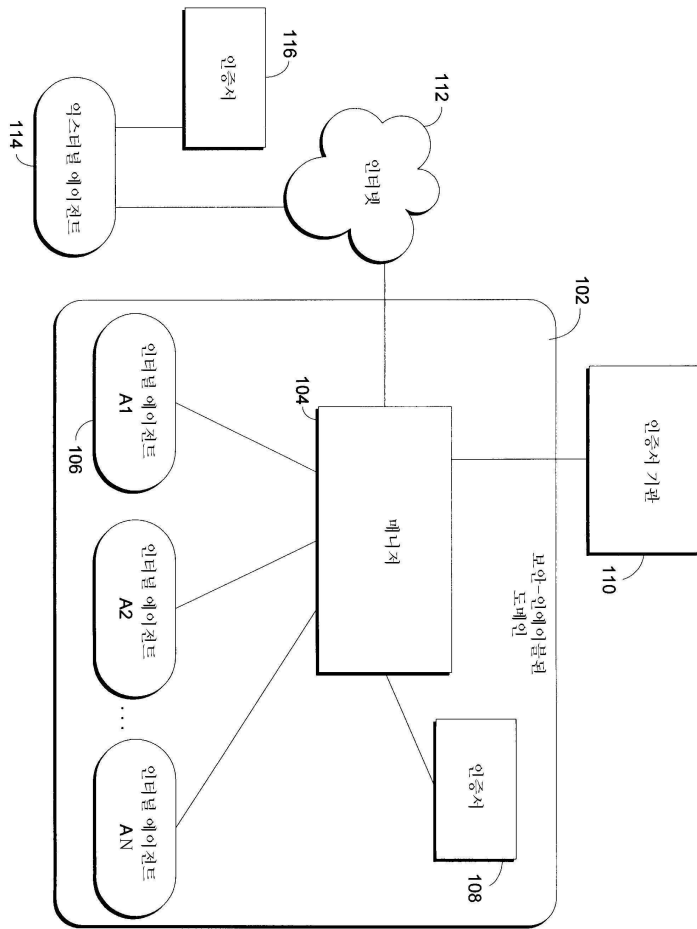 인증서 기관
110
102
보안-인에이블된
도메인
인증서
108
112
인터넷
104
매니저
116
인증서
익스터널 에이전트
114
인터널 에이전트
A1
106
인터널 에이전트
A2
....
인터널 에이전트
AN